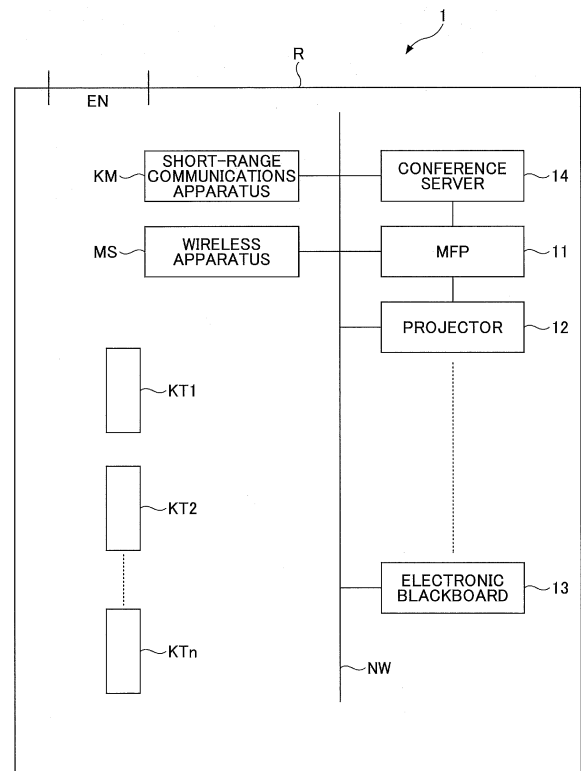 1
R
EN
KM
SHORT-RANGE
COMMUNICATIONS
APPARATUS
CONFERENCE
SERVER
14
MS
WIRELESS
APPARATUS
MFP
11
PROJECTOR
12
KT1
KT2
ELECTRONIC
BLACKBOARD
13
KTn
NW